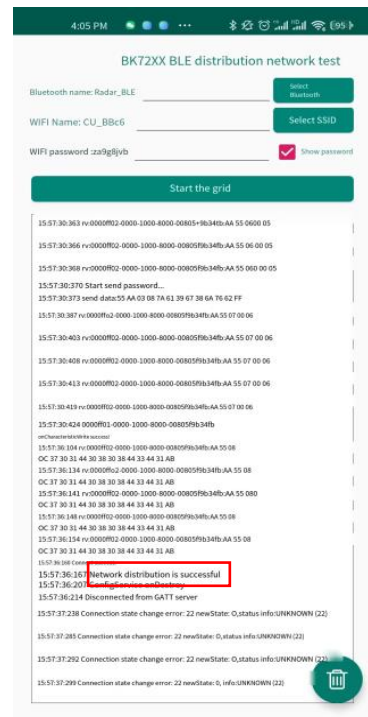 4:05 PM ... 95
BK72XX BLE distribution network test
Bluetooth name: Radar_BLE
Select Bluetooth
WIFI Name: CU_BBc6
Select SSID
WIFI password :za9g8jvb
Show password
Start the grid
15:57:30:363 rv:0000ff02-0000-1000-8000-00805+9b34tb:AA 55 0600 05
15:57:30:366 rv:0000ff02-0000-1000-8000-00805f9b34fb:AA 55 06 00 05
15:57:30:368 rv:0000ff02-0000-1000-8000-00805f9b34fb:AA 55 060 00 05
15:57:30:370 Start send password...
15:57:30:373 send data:55 AA 03 08 7A 61 39 67 38 6A 76 62 FF
15:57:30:387 rv:0000ffo2-0000-1000-8000-00805f9b34fb:AA 55 07 00 06
15:57:30:403 rv:0000ff02-0000-1000-8000-00805f9b34fb:AA 55 07 00 06
15:57:30:408 rv:0000ff02-0000-1000-8000-00805f9b34fb:AA 55 07 00 06
15:57:30:413 rv:0000ff02-0000-1000-8000-00805f9b34fb:AA 55 07 00 06
15:57:30:419 rv:0000ff02-0000-1000-8000-00805f9b34fb:AA 55 07 00 06
15:57:30:424 0000ff01-0000-1000-8000-00805f9b34fb
onCharacteristicWrite success!
15:57:36:104 rv:0000ff02-0000-1000-8000-00805f9b34fb:AA 55 08
OC 37 30 31 44 30 38 30 38 44 33 44 31 AB
15:57:36:134 rv:0000ffo2-0000-1000-8000-00805f9b34fb:AA 55 08
OC 37 30 31 44 30 38 30 38 44 33 44 31 AB
15:57:36:141 rv:0000ff02-0000-1000-8000-00805f9b34fb:AA 55 080
OC 37 30 31 44 30 38 30 38 44 33 44 31 AB
15:57:36:148 rv:0000ff02-0000-1000-8000-00805f9b34fb:AA 55 08
OC 37 30 31 44 30 38 30 38 44 33 44 31 AB
15:57:36:154 rv:0000ff02-0000-1000-8000-00805f9b34fb:AA 55 08
OC 37 30 31 44 30 38 30 38 44 33 44 31 AB
15:57:36:160
15:57:36:167 Network distribution is successful
15:57:36:207 ConfigService onDestroy
15:57:36:214 Disconnected from GATT server
15:57:37:238 Connection state change error: 22 newState: O,status info:UNKNOWN (22)
15:57:37:285 Connection state change error: 22 newState: O,status info:UNKNOWN (22)
15:57:37:292 Connection state change error: 22 newState: O,status info:UNKNOWN (22)
15:57:37:299 Connection state change error: 22 newState: 0, info:UNKNOWN (22)